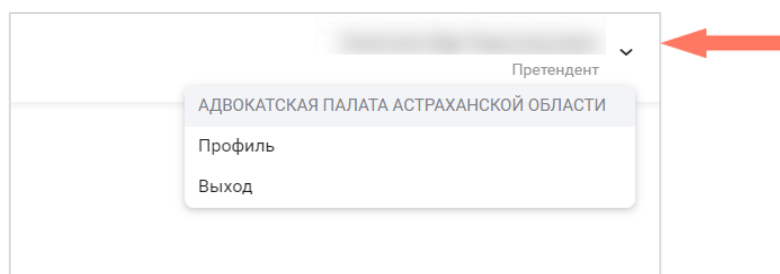 Претендент
АДВОКАТСКАЯ ПАЛАТА АСТРАХАНСКОЙ ОБЛАСТИ
Профиль
Выход